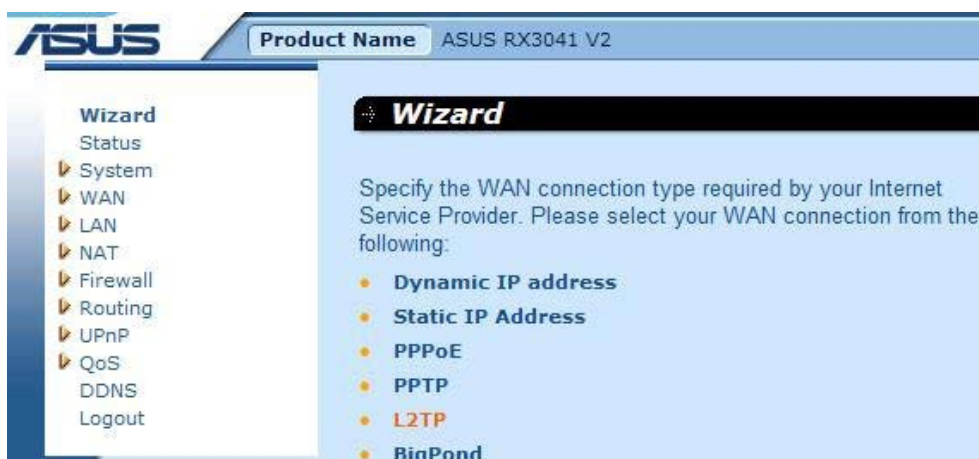 ASUS
Product Name ASUS RX3041 V2
Wizard
Status
System
WAN
LAN
NAT
Firewall
Routing
UPnP
QoS
DDNS
Logout
Wizard
Specify the WAN connection type required by your Internet
Service Provider. Please select your WAN connection from the
following:
Dynamic IP address
Static IP Address
PPPoE
PPTP
L2TP
BigPond